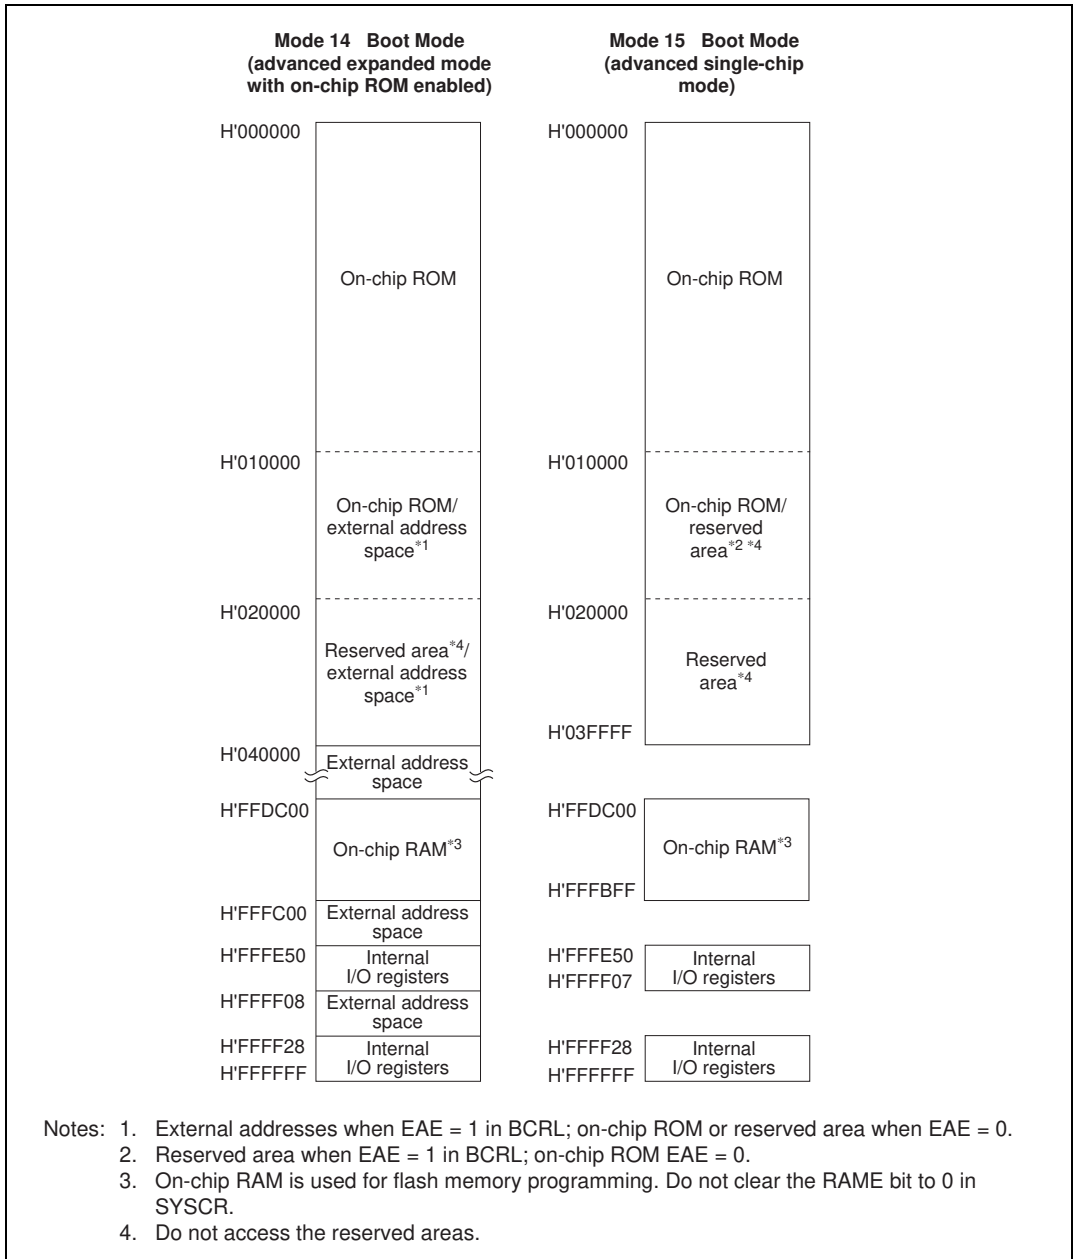 Mode 14 Boot Mode
(advanced expanded mode
with on-chip ROM enabled)
H'000000
On-chip ROM
H'010000
On-chip ROM/
external address
space*1
H'020000
Reserved area*4/
external address
space*1
H'040000
External address
space
H'FFDC00
On-chip RAM*3
H'FFFC00
External address
space
H'FFFE50
Internal
I/O registers
H'FFFF08
External address
space
H'FFFF28
Internal
I/O registers
H'FFFFFF
Mode 15 Boot Mode
(advanced single-chip
mode)
H'000000
On-chip ROM
H'010000
On-chip ROM/
reserved
area*2 *4
H'020000
Reserved
area*4
H'03FFFF
H'FFDC00
On-chip RAM*3
H'FFFBFF
H'FFFE50
Internal
I/O registers
H'FFFF07
H'FFFF28
Internal
I/O registers
H'FFFFFF
Notes: 1. External addresses when EAE = 1 in BCRL; on-chip ROM or reserved area when EAE = 0.
2. Reserved area when EAE = 1 in BCRL; on-chip ROM EAE = 0.
3. On-chip RAM is used for flash memory programming. Do not clear the RAME bit to 0 in
SYSCR.
4. Do not access the reserved areas.